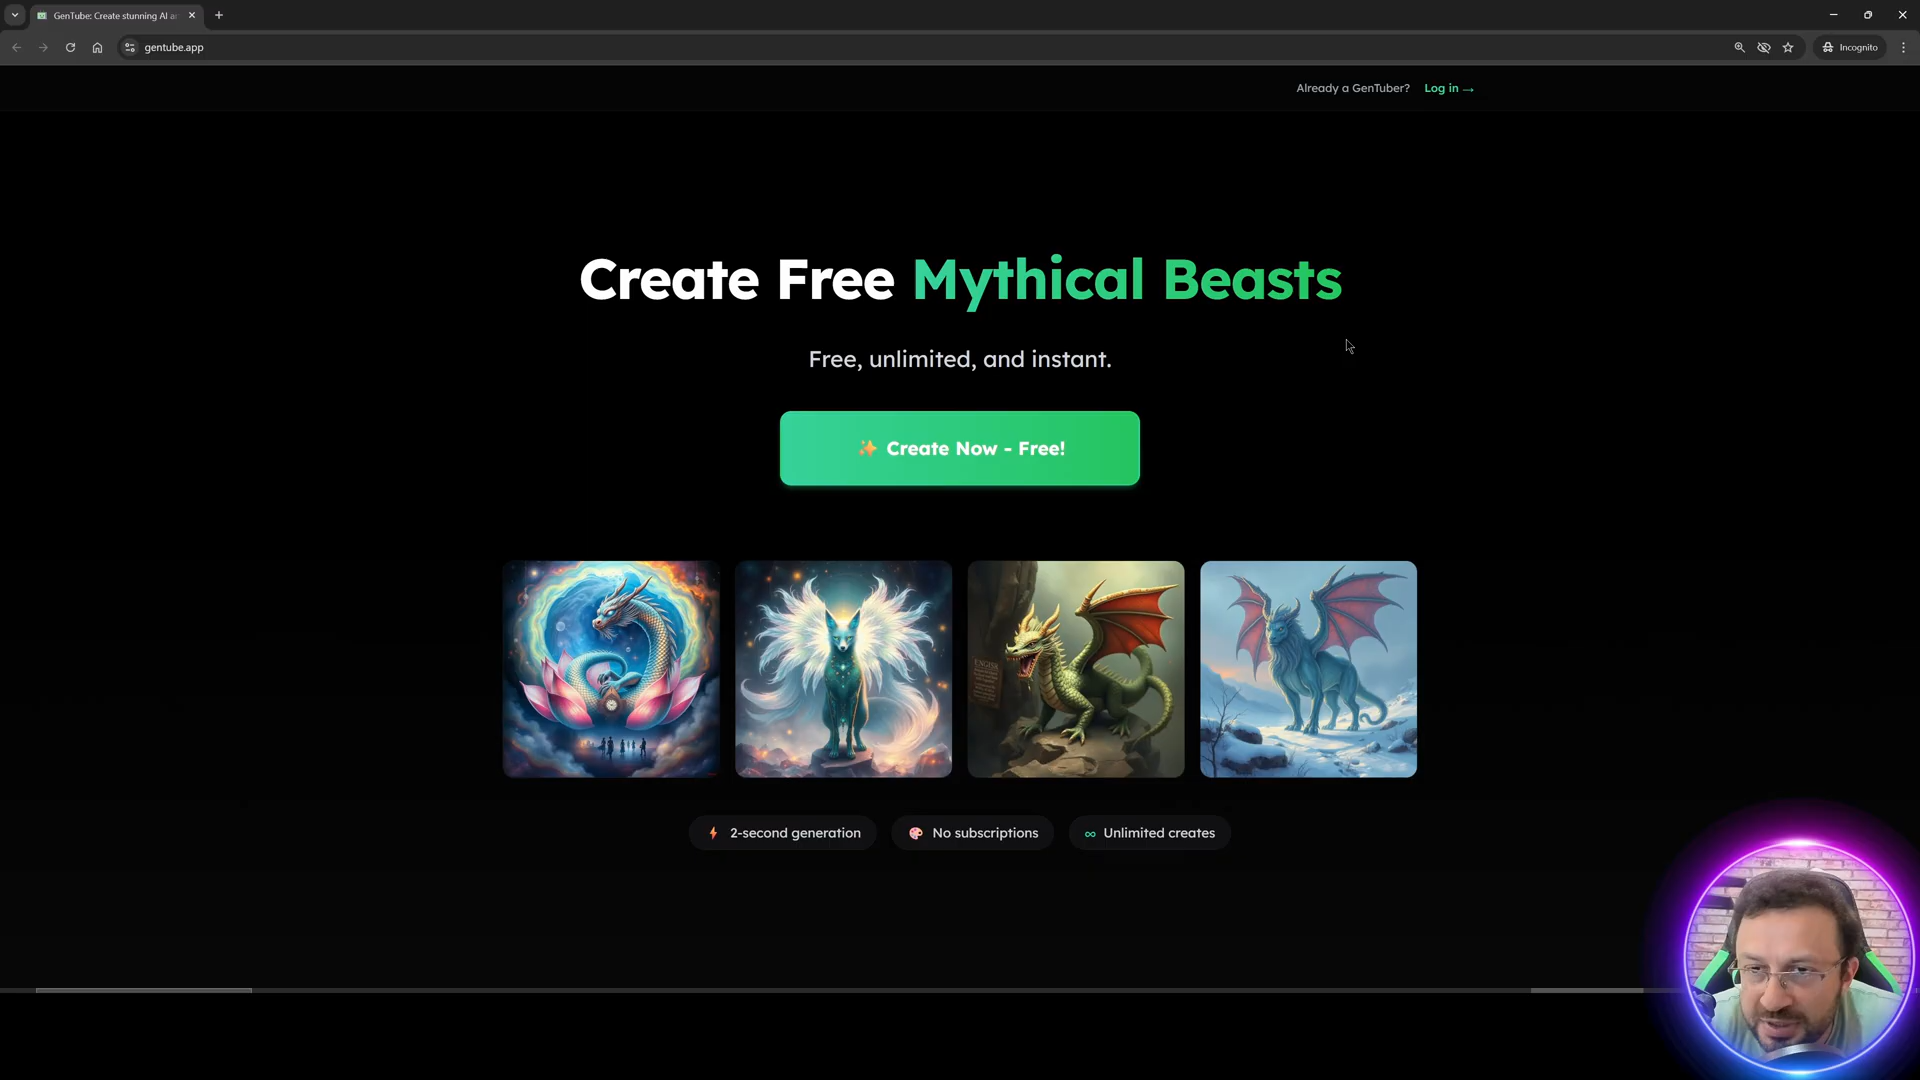 GenTube: Create stunning AI ar
gentube.app
Incognito
Already a GenTuber? Log in →
Create Free Mythical Beasts
Free, unlimited, and instant.
✨ Create Now - Free!
2-second generation
No subscriptions
∞ Unlimited creates